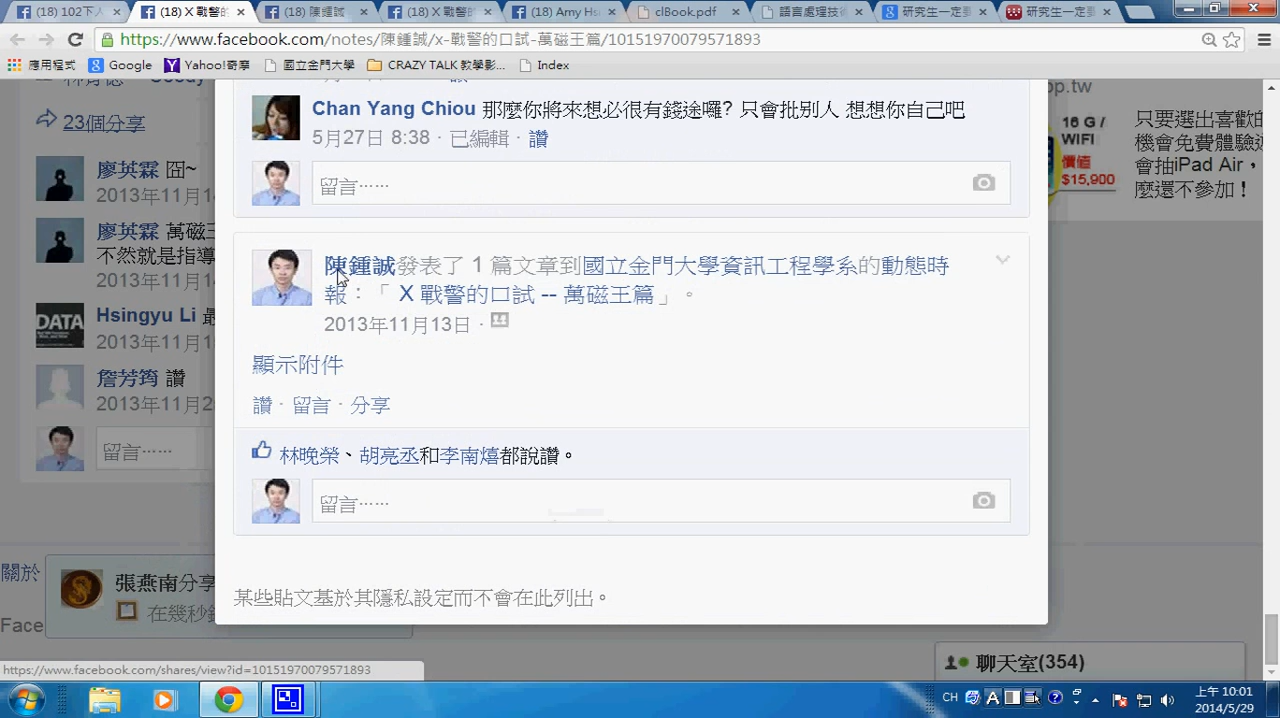 (18) 102下人
(18) X 戰警的
(18) 陳鍾誠
(18) X 戰警的
(18) Amy Hs
clBook.pdf
語言處理技術
研究生一定要
研究生一定要
https://www.facebook.com/notes/陳鍾誠/x-戰警的口試-萬磁王篇/10151970079571893
應用程式
Google
Yahoo!奇摩
國立金門大學
CRAZY TALK 教學影...
Index
Chan Yang Chiou 那麼你將來想必很有錢途囉? 只會批別人 想想你自己吧
5月27日 8:38 · 已編輯 · 讚
留言……
陳鍾誠發表了 1 篇文章到國立金門大學資訊工程學系的動態時
報：「 X 戰警的口試 -- 萬磁王篇」。
2013年11月13日 ·
顯示附件
讚 · 留言 · 分享
林晚榮、胡亮丞和李南熺都說讚。
留言……
某些貼文基於其隱私設定而不會在此列出。
23個分享
廖英霖 囧~
2013年11月1
廖英霖 萬磁王
不然就是指導
2013年11月1
Hsingyu Li 最
2013年11月1
詹芳筠 讚
2013年11月2
留言……
關於
張燕南分享
在幾秒鐘
Face
op.tw
16 G /
WIFI
價值
$15,900
只要選出喜歡的
機會免費體驗
會抽iPad Air，
麼還不參加！
https://www.facebook.com/shares/view?id=10151970079571893
聊天室(354)
CH
上午 10:01
2014/5/29